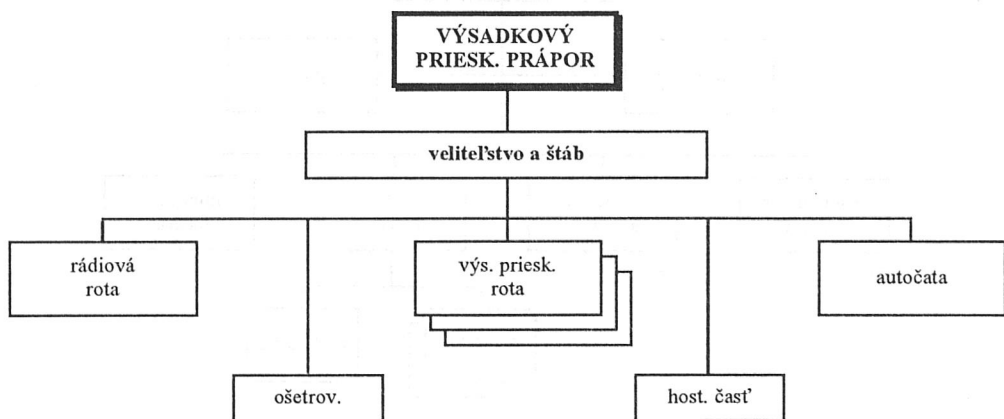 VÝSADKOVÝ
PRIESK. PRÁPOR
veliteľstvo a štáb
rádiová
rota
výs. priesk.
rota
autočata
ošetrov.
host. časť